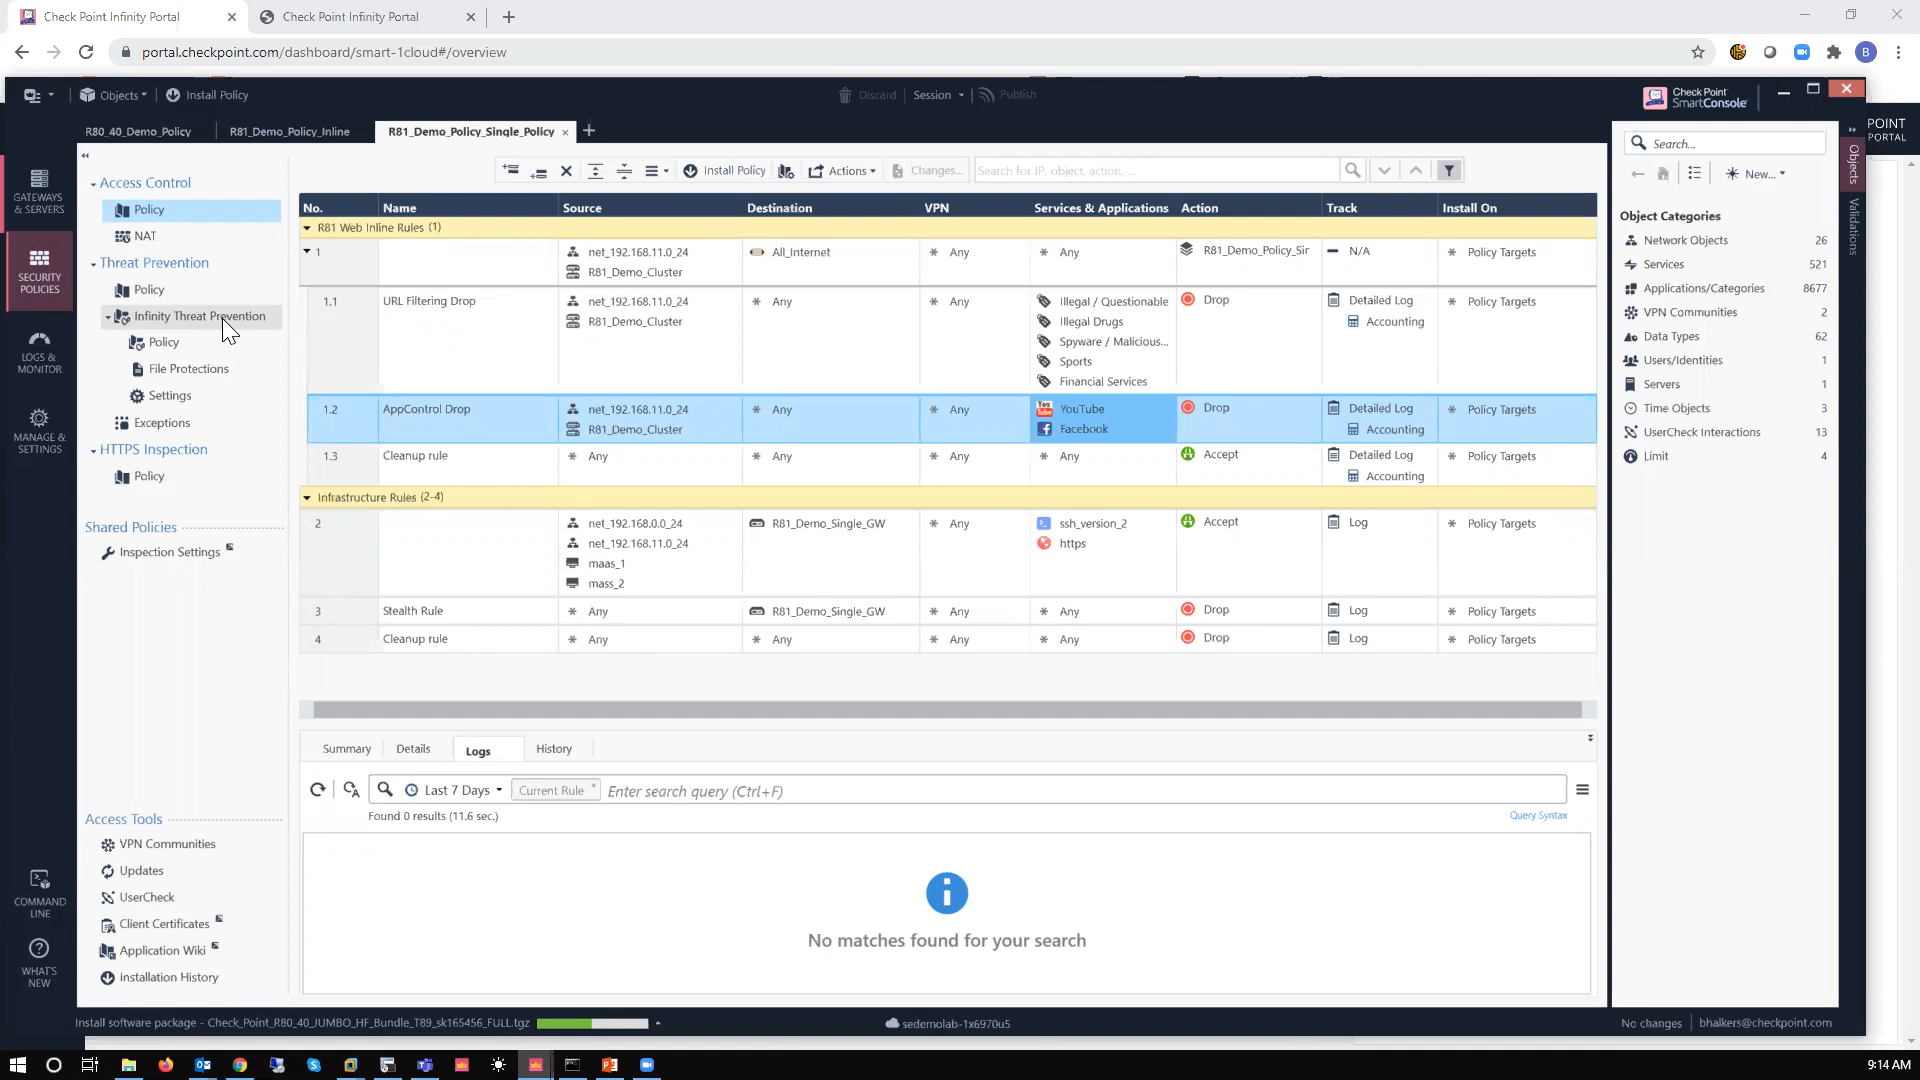 Check Point Infinity Portal
Check Point Infinity Portal
portal.checkpoint.com/dashboard/smart-1cloud#/overview
B
Objects
Install Policy
Discard
Session
Publish
Check Point
SmartConsole
POINT
PORTAL
R80_40_Demo_Policy
R81_Demo_Policy_Inline
R81_Demo_Policy_Single_Policy
GATEWAYS
& SERVERS
SECURITY
POLICIES
LOGS &
MONITOR
MANAGE &
SETTINGS
COMMAND
LINE
WHAT'S
NEW
Access Control
Policy
NAT
Threat Prevention
Policy
Infinity Threat Prevention
Policy
File Protections
Settings
Exceptions
HTTPS Inspection
Policy
Shared Policies
Inspection Settings
Access Tools
VPN Communities
Updates
UserCheck
Client Certificates
Application Wiki
Installation History
Install Policy
Actions
Changes...
Search for IP, object, action, ...
No. Name Source Destination VPN Services & Applications Action Track Install On
R81 Web Inline Rules (1)
1 net_192.168.11.0_24 All_Internet Any Any R81_Demo_Policy_Sir N/A Policy Targets
R81_Demo_Cluster
1.1 URL Filtering Drop net_192.168.11.0_24 Any Any Illegal / Questionable Drop Detailed Log Policy Targets
R81_Demo_Cluster Illegal Drugs Accounting
Spyware / Malicious...
Sports
Financial Services
1.2 AppControl Drop net_192.168.11.0_24 Any Any YouTube Drop Detailed Log Policy Targets
R81_Demo_Cluster Facebook Accounting
1.3 Cleanup rule Any Any Any Any Accept Detailed Log Policy Targets
Accounting
Infrastructure Rules (2-4)
2 net_192.168.0.0_24 R81_Demo_Single_GW Any ssh_version_2 Accept Log Policy Targets
net_192.168.11.0_24 https
maas_1
mass_2
3 Stealth Rule Any R81_Demo_Single_GW Any Any Drop Log Policy Targets
4 Cleanup rule Any Any Any Any Drop Log Policy Targets
Summary Details Logs History
Last 7 Days Current Rule Enter search query (Ctrl+F)
Found 0 results (11.6 sec.) Query Syntax
No matches found for your search
Search...
New...
Object Categories
Network Objects 26
Services 521
Applications/Categories 8677
VPN Communities 2
Data Types 62
Users/Identities 1
Servers 1
Time Objects 3
UserCheck Interactions 13
Limit 4
Objects
Validations
Install software package - Check_Point_R80_40_JUMBO_HF_Bundle_T89_sk165456_FULL.tgz
sedemolab-1x6970u5
No changes
bhalkers@checkpoint.com
9:14 AM